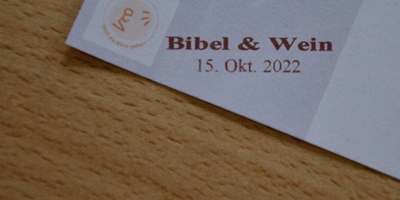 Bibel & Wein
15. Okt. 2022